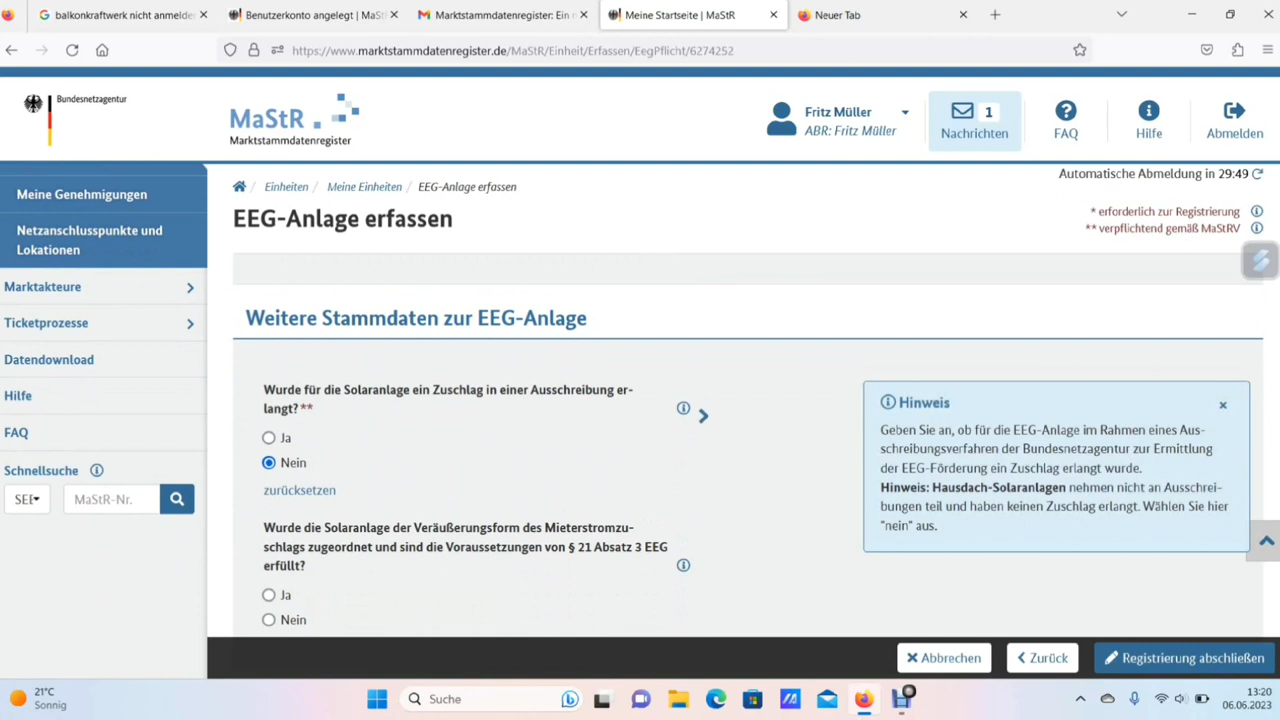 balkonkraftwerk nicht anmelde
Benutzerkonto angelegt | MaSt
Marktstammdatenregister: Ein n
Meine Startseite | MaStR
Neuer Tab
https://www.marktstammdatenregister.de/MaStR/Einheit/Erfassen/EegPflicht/6274252
Bundesnetzagentur
MaStR
Marktstammdatenregister
Fritz Müller
ABR: Fritz Müller
1
Nachrichten
FAQ
Hilfe
Abmelden
Meine Genehmigungen
Netzanschlusspunkte und
Lokationen
Marktakteure
Ticketprozesse
Datendownload
Hilfe
FAQ
Schnellsuche
SEE
MaStR-Nr.
/ Einheiten / Meine Einheiten / EEG-Anlage erfassen
Automatische Abmeldung in 29:49
EEG-Anlage erfassen
* erforderlich zur Registrierung
** verpflichtend gemäß MaStRV
Weitere Stammdaten zur EEG-Anlage
Wurde für die Solaranlage ein Zuschlag in einer Ausschreibung er-
langt?**
Ja
Nein
zurücksetzen
Wurde die Solaranlage der Veräußerungsform des Mieterstromzu-
schlags zugeordnet und sind die Voraussetzungen von § 21 Absatz 3 EEG
erfüllt?
Ja
Nein
Hinweis
Geben Sie an, ob für die EEG-Anlage im Rahmen eines Aus-
schreibungsverfahren der Bundesnetzagentur zur Ermittlung
der EEG-Förderung ein Zuschlag erlangt wurde.
Hinweis: Hausdach-Solaranlagen nehmen nicht an Ausschrei-
bungen teil und haben keinen Zuschlag erlangt. Wählen Sie hier
"nein" aus.
Abbrechen
Zurück
Registrierung abschließen
21°C
Sonnig
Suche
13:20
06.06.2023